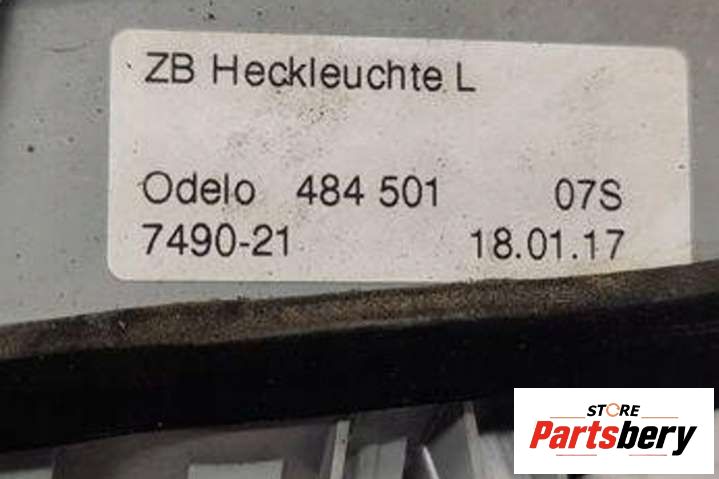 ZB Heckleuchte L
Odelo 484 501 07S
7490-21 18.01.17
STORE
Partsbery